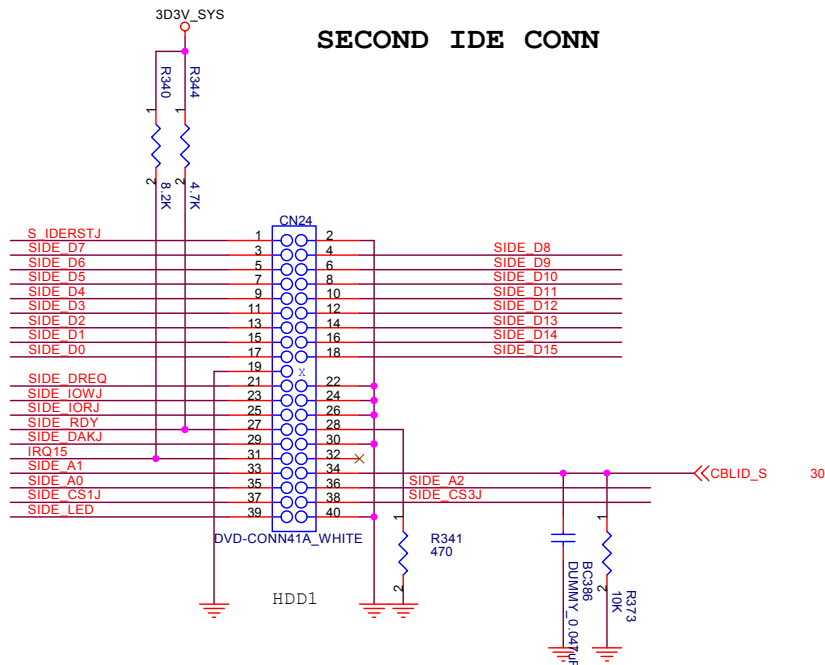 3D3V_SYS
SECOND IDE CONN
R340
R344
1
1
2
2
8.2K
4.7K
CN24
S_IDERSTJ 1 2
SIDE_D7 3 4 SIDE_D8
SIDE_D6 5 6 SIDE_D9
SIDE_D5 7 8 SIDE_D10
SIDE_D4 9 10 SIDE_D11
SIDE_D3 11 12 SIDE_D12
SIDE_D2 13 14 SIDE_D13
SIDE_D1 15 16 SIDE_D14
SIDE_D0 17 18 SIDE_D15
19 X
SIDE_DREQ 21 22
SIDE_IOWJ 23 24
SIDE_IORJ 25 26
SIDE_RDY 27 28
SIDE_DAKJ 29 30
IRQ15 31 32
SIDE_A1 33 34 CBLID_S 30
SIDE_A0 35 36 SIDE_A2
SIDE_CS1J 37 38 SIDE_CS3J
SIDE_LED 39 40
DVD-CONN41A_WHITE
1
R341
470
2
HDD1
BC386
DUMMY_0.047uF
1
2
R373
10K